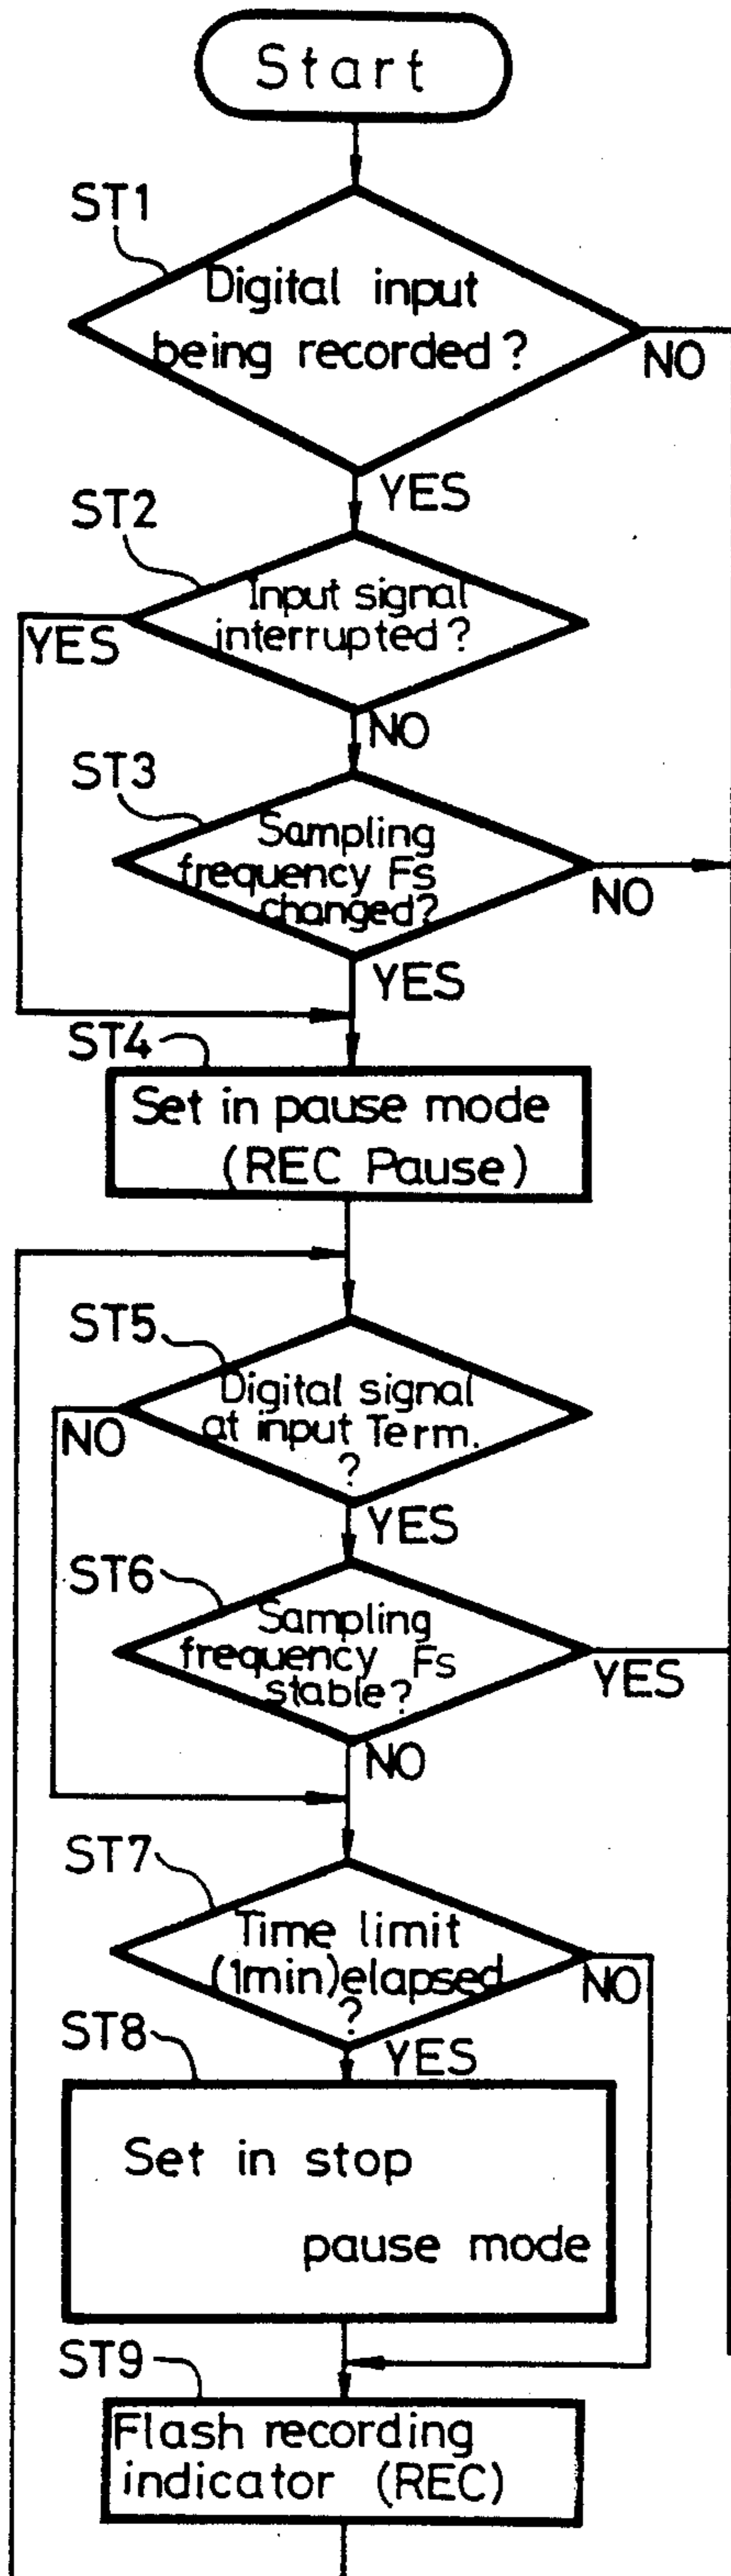 Start
ST1
Digital input
being recorded?
NO
YES
ST2
Input signal
interrupted?
YES
NO
ST3
Sampling
frequency Fs
changed?
NO
YES
ST4
Set in pause mode
(REC Pause)
ST5
Digital signal
at input Term.
?
NO
YES
ST6
Sampling
frequency Fs
stable?
YES
NO
ST7
Time limit
(1min)elapsed
?
NO
ST8
YES
Set in stop
pause mode
ST9
Flash recording
indicator (REC)